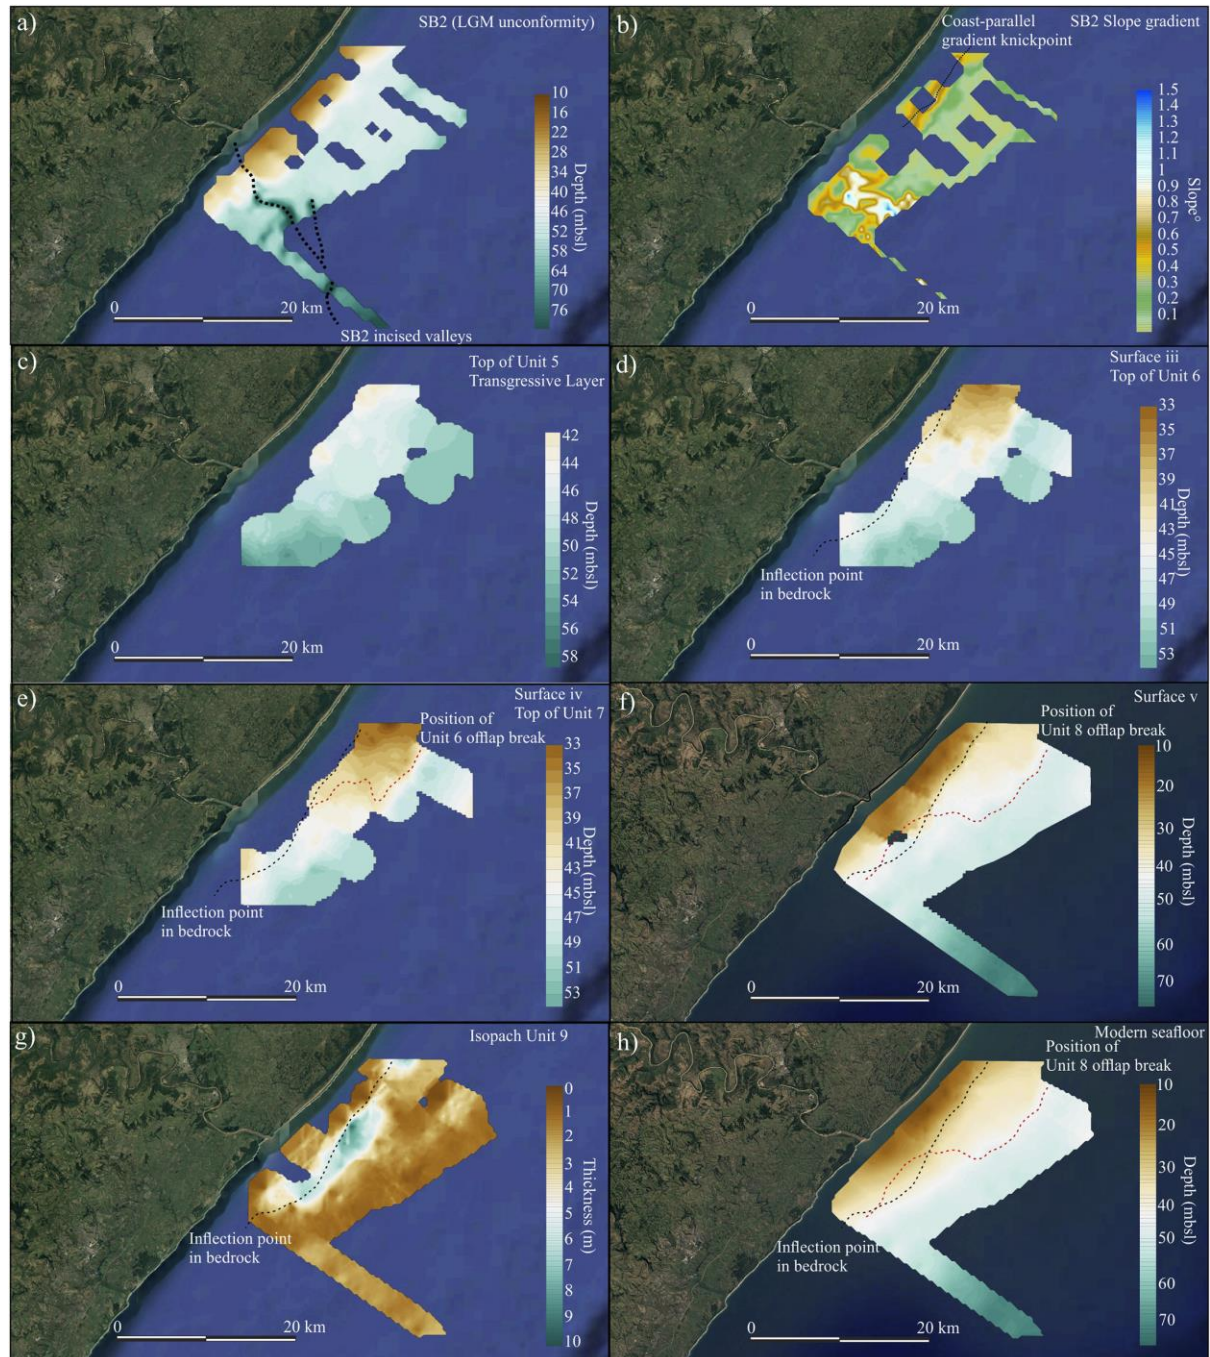 a)
SB2 (LGM unconformity)
10
16
22
28
34
40
46
52
58
64
70
76
Depth (mbsl)
0
20 km
SB2 incised valleys
b)
Coast-parallel
gradient knickpoint
SB2 Slope gradient
1.5
1.4
1.3
1.2
1.1
1
0.9
0.8
0.7
0.6
0.5
0.4
0.3
0.2
0.1
Slope°
0
20 km
c)
Top of Unit 5
Transgressive Layer
42
44
46
48
50
52
54
56
58
Depth (mbsl)
0
20 km
d)
Surface iii
Top of Unit 6
33
35
37
39
41
43
45
47
49
51
53
Depth (mbsl)
Inflection point
in bedrock
0
20 km
e)
Surface iv
Top of Unit 7
Position of
Unit 6 offlap break
33
35
37
39
41
43
45
47
49
51
53
Depth (mbsl)
Inflection point
in bedrock
0
20 km
f)
Surface v
Position of
Unit 8 offlap break
10
20
30
40
50
60
70
Depth (mbsl)
Inflection point
in bedrock
0
20 km
g)
Isopach Unit 9
0
1
2
3
4
5
6
7
8
9
10
Thickness (m)
Inflection point
in bedrock
0
20 km
h)
Modern seafloor
Position of
Unit 8 offlap break
10
20
30
40
50
60
70
Depth (mbsl)
Inflection point
in bedrock
0
20 km